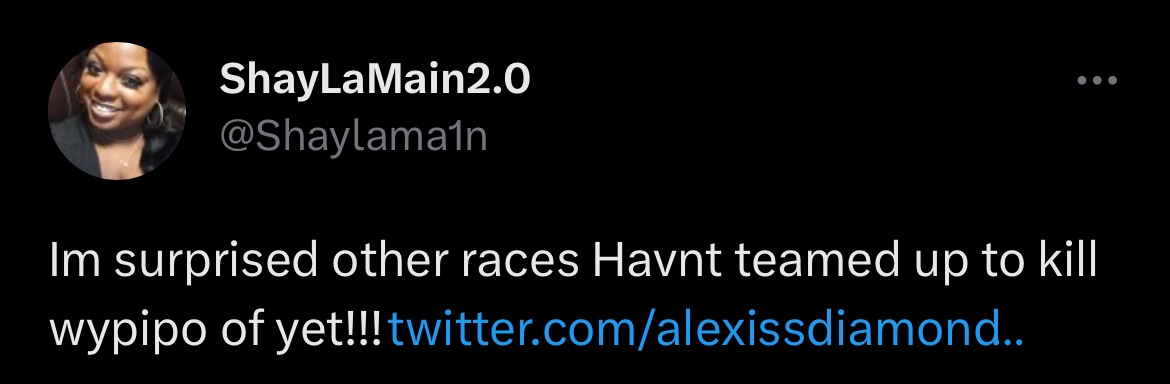 ShayLaMain2.0
@Shaylama1n
Im surprised other races Havnt teamed up to kill
wypipo of yet!!! twitter.com/alexissdiamond..